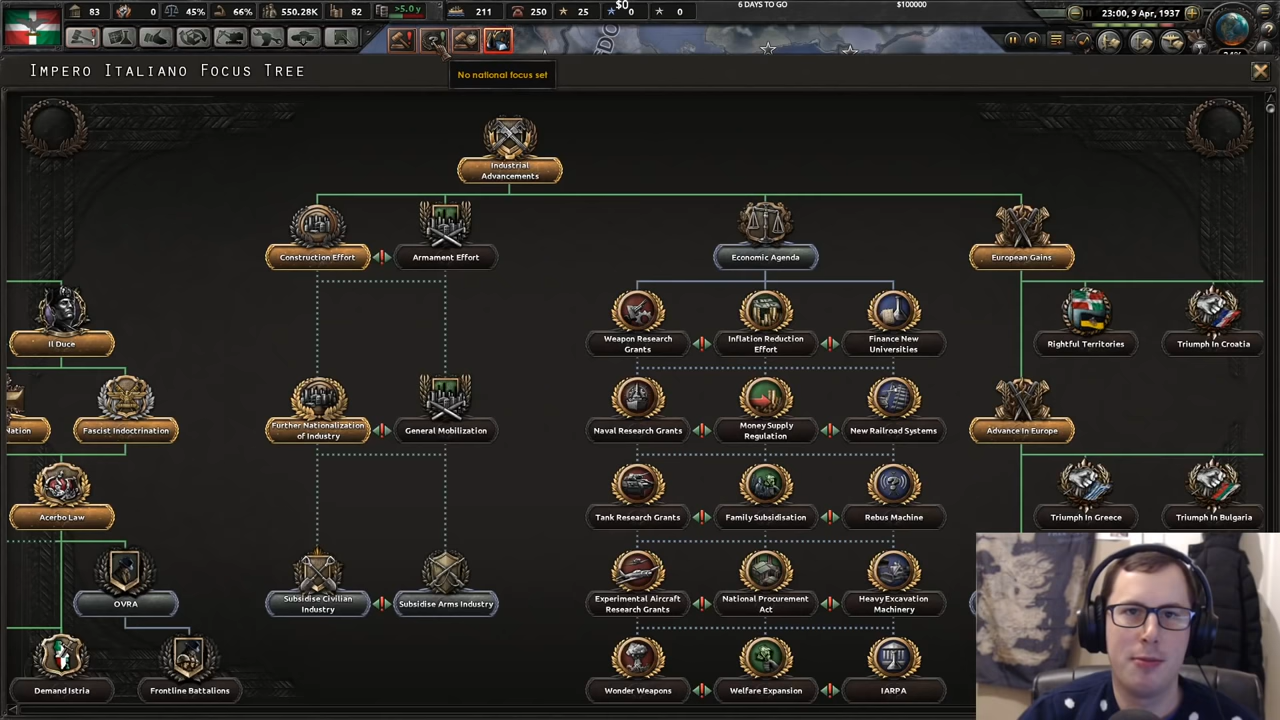 83
0
45%
66%
550.28K
82
>5.0 y
211
250
25
$0
0
0
6 DAYS TO GO
$100000
23:00, 9 Apr, 1937
Impero Italiano Focus Tree
No national focus set
Industrial
Advancements
Construction Effort
Armament Effort
Economic Agenda
European Gains
Il Duce
Weapon Research
Grants
Inflation Reduction
Effort
Finance New
Universities
Rightful Territories
Triumph In Croatia
Nation
Fascist Indoctrination
Further Nationalization
of Industry
General Mobilization
Naval Research Grants
Money Supply
Regulation
New Railroad Systems
Advance In Europe
Acerbo Law
Tank Research Grants
Family Subsidisation
Rebus Machine
Triumph In Greece
Triumph In Bulgaria
OVRA
Subsidise Civilian
Industry
Subsidise Arms Industry
Experimental Aircraft
Research Grants
National Procurement
Act
Heavy Excavation
Machinery
Demand Istria
Frontline Battalions
Wonder Weapons
Welfare Expansion
IARPA